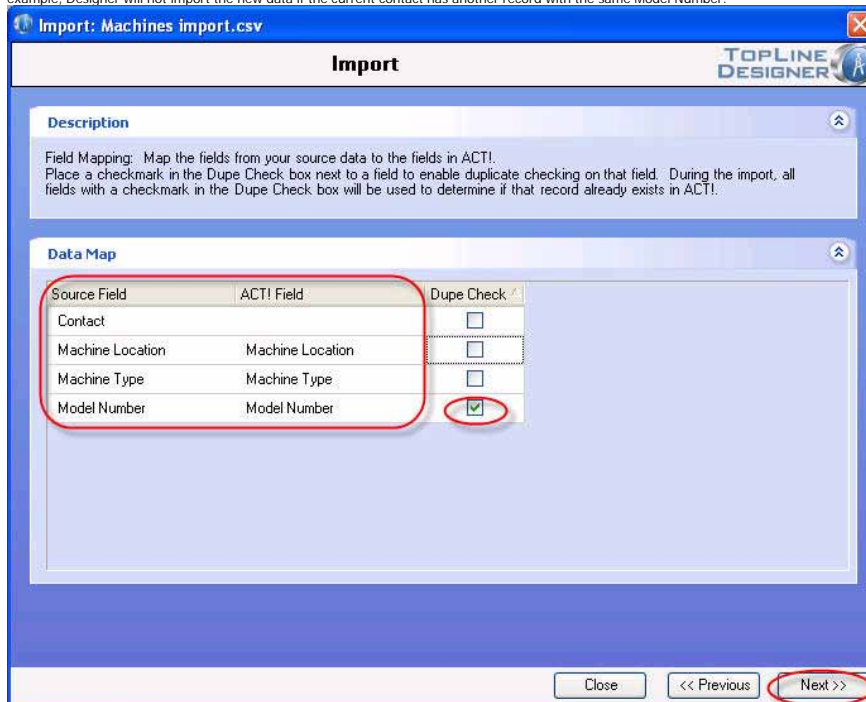 example, Designer will not import the new data if the current contact has another record with the same Model Number.
Import: Machines import.csv
Import
TOPLINE
DESIGNER
Description
Field Mapping: Map the fields from your source data to the fields in ACT!.
Place a checkmark in the Dupe Check box next to a field to enable duplicate checking on that field. During the import, all
fields with a checkmark in the Dupe Check box will be used to determine if that record already exists in ACT!.
Data Map
Source Field ACT! Field Dupe Check
Contact
Machine Location Machine Location
Machine Type Machine Type
Model Number Model Number
Close << Previous Next >>